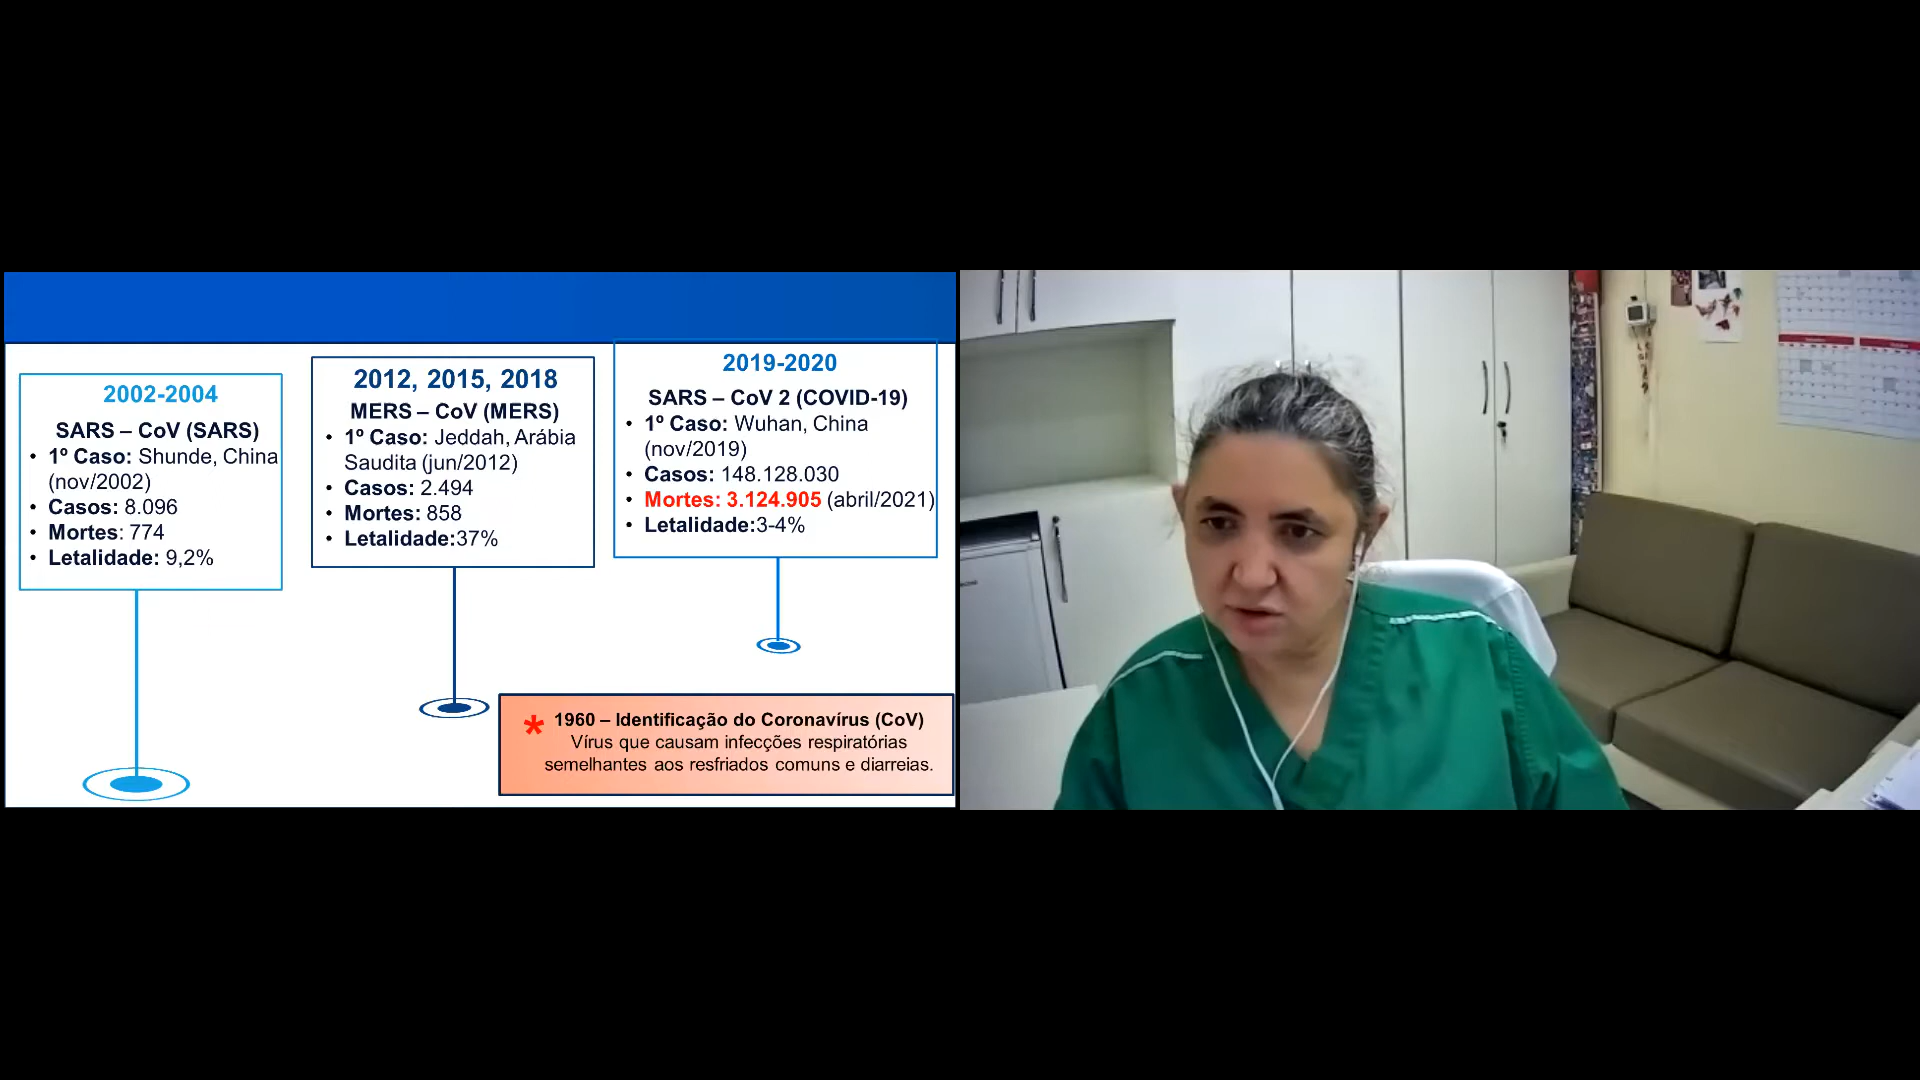 2002-2004
SARS – CoV (SARS)
• 1º Caso: Shunde, China
(nov/2002)
• Casos: 8.096
• Mortes: 774
• Letalidade: 9,2%
2012, 2015, 2018
MERS – CoV (MERS)
• 1º Caso: Jeddah, Arábia
Saudita (jun/2012)
• Casos: 2.494
• Mortes: 858
• Letalidade:37%
2019-2020
SARS – CoV 2 (COVID-19)
• 1º Caso: Wuhan, China
(nov/2019)
• Casos: 148.128.030
• Mortes: 3.124.905 (abril/2021)
• Letalidade:3-4%
* 1960 – Identificação do Coronavírus (CoV)
Vírus que causam infecções respiratórias
semelhantes aos resfriados comuns e diarreias.